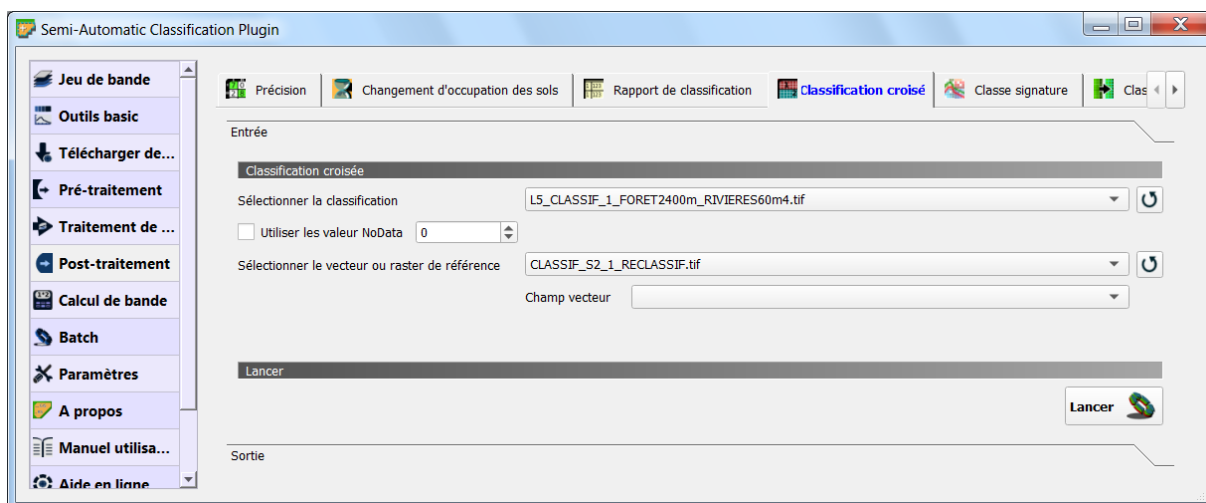 Semi-Automatic Classification Plugin
Jeu de bande
Outils basic
Télécharger de...
Pré-traitement
Traitement de ...
Post-traitement
Calcul de bande
Batch
Paramètres
A propos
Manuel utilisa...
Aide en ligne
Précision
Changement d'occupation des sols
Rapport de classification
Classification croisé
Classe signature
Clas
Entrée
Classification croisée
Sélectionner la classification
L5_CLASSIF_1_FORET2400m_RIVIERES60m4.tif
Utiliser les valeur NoData
0
Sélectionner le vecteur ou raster de référence
CLASSIF_S2_1_RECLASSIF.tif
Champ vecteur
Lancer
Lancer
Sortie